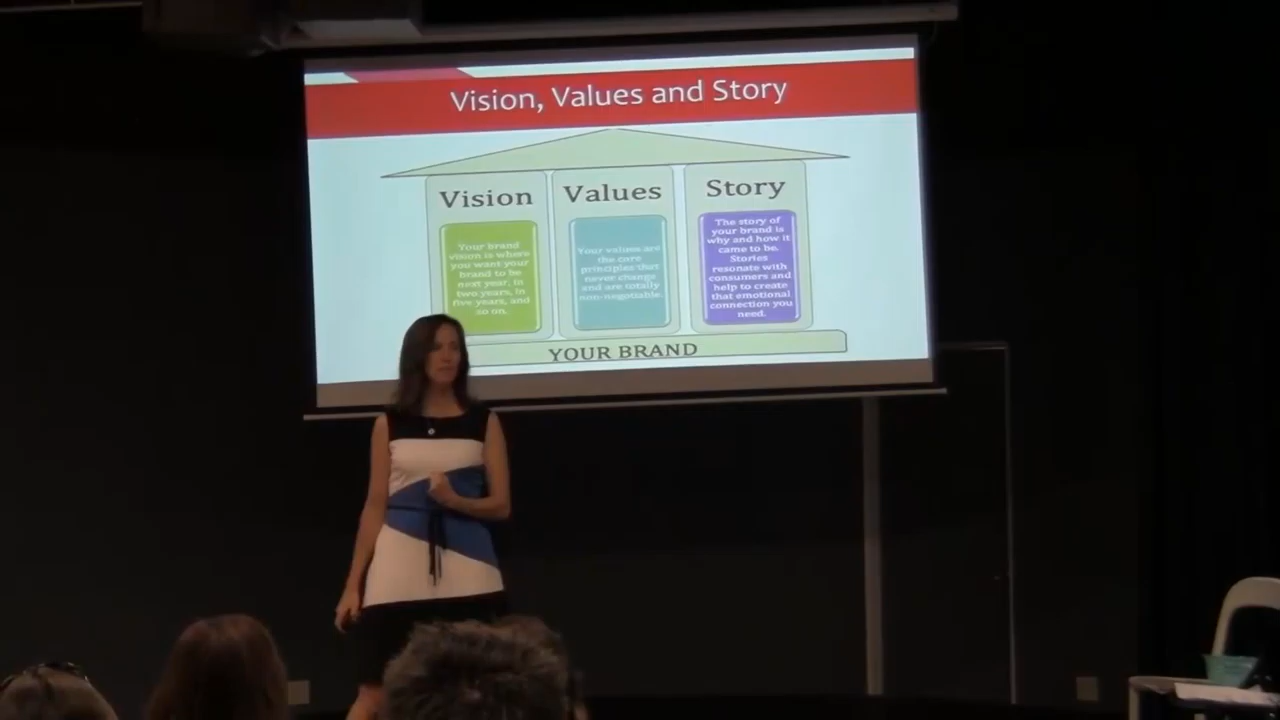 Vision, Values and Story
Vision
Your brand
vision is where
you want your
brand to be
next year, in
two years, in
five years, and
so on.
Values
Your values are
the core
principles that
never change
and are totally
non-negotiable.
Story
The story of
your brand is
why and how it
came to be.
Stories
resonate with
consumers and
help to create
that emotional
connection you
need.
YOUR BRAND